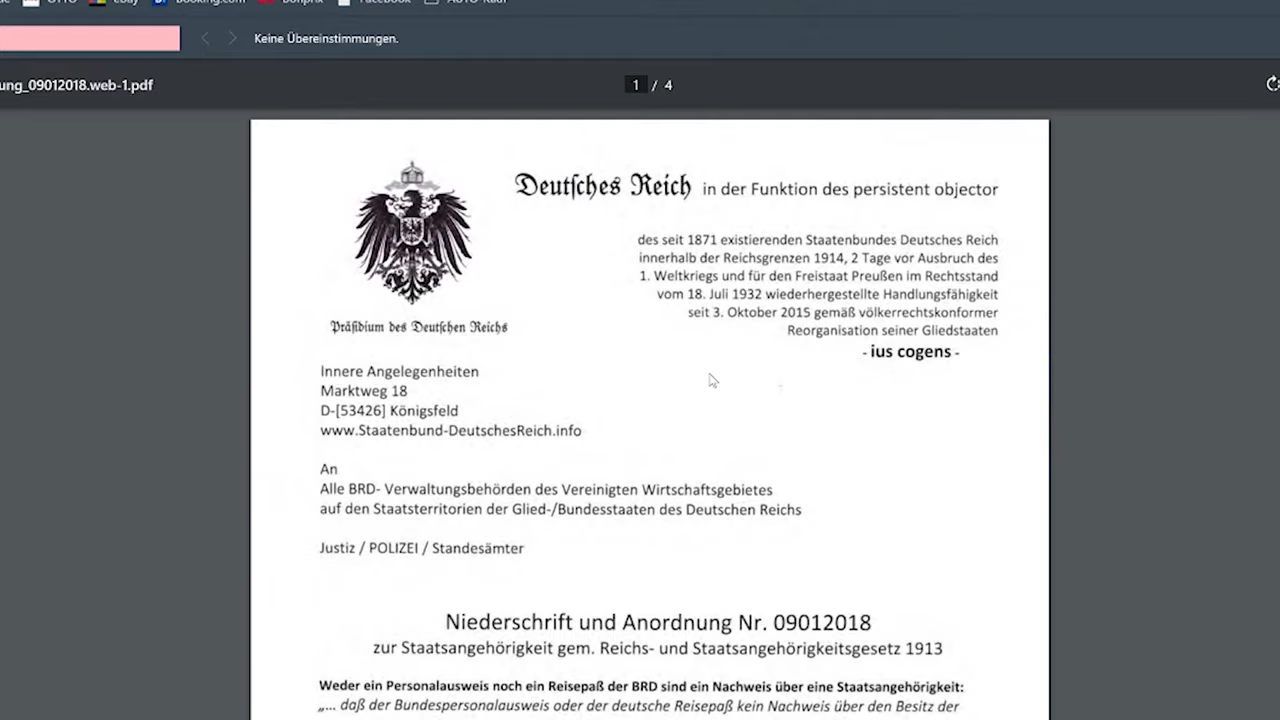 OTTO eBay Booking.com Bonprix Facebook
Keine Übereinstimmungen.
ung_09012018.web-1.pdf 1 / 4
Deutſches Reich in der Funktion des persistent objector
des seit 1871 existierenden Staatenbundes Deutsches Reich
innerhalb der Reichsgrenzen 1914, 2 Tage vor Ausbruch des
1. Weltkriegs und für den Freistaat Preußen im Rechtsstand
vom 18. Juli 1932 wiederhergestellte Handlungsfähigkeit
seit 3. Oktober 2015 gemäß völkerrechtskonformer
Reorganisation seiner Gliedstaaten
- ius cogens -
Präſidium des Deutſchen Reichs
Innere Angelegenheiten
Marktweg 18
D-[53426] Königsfeld
www.Staatenbund-DeutschesReich.info
An
Alle BRD- Verwaltungsbehörden des Vereinigten Wirtschaftsgebietes
auf den Staatsterritorien der Glied-/Bundesstaaten des Deutschen Reichs
Justiz / POLIZEI / Standesämter
Niederschrift und Anordnung Nr. 09012018
zur Staatsangehörigkeit gem. Reichs- und Staatsangehörigkeitsgesetz 1913
Weder ein Personalausweis noch ein Reisepaß der BRD sind ein Nachweis über eine Staatsangehörigkeit:
„... daß der Bundespersonalausweis oder der deutsche Reisepaß kein Nachweis über den Besitz der